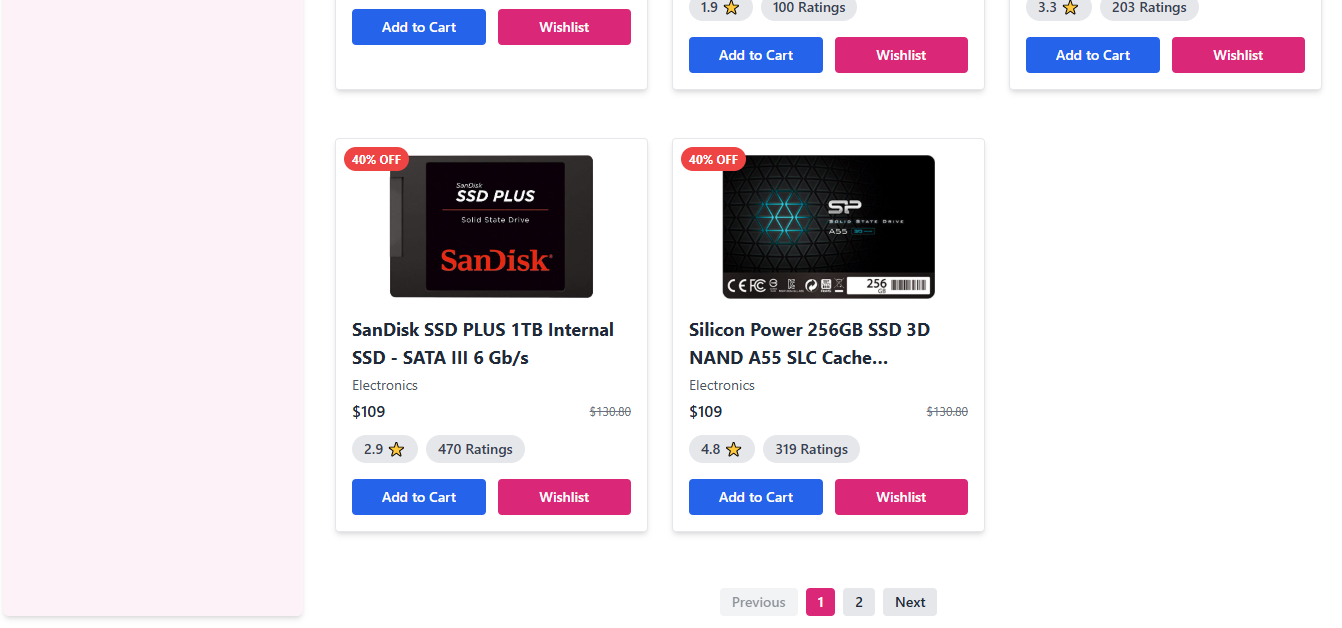 1.9 ⭐ 100 Ratings
3.3 ⭐ 203 Ratings
Add to Cart Wishlist
Add to Cart Wishlist
Add to Cart Wishlist
40% OFF
SanDisk
SSD PLUS
Solid State Drive
SanDisk
SanDisk SSD PLUS 1TB Internal
SSD - SATA III 6 Gb/s
Electronics
$109 $130.80
2.9 ⭐ 470 Ratings
Add to Cart Wishlist
40% OFF
SP
SOLID STATE DRIVE
A55
256
GB
Silicon Power 256GB SSD 3D
NAND A55 SLC Cache...
Electronics
$109 $130.80
4.8 ⭐ 319 Ratings
Add to Cart Wishlist
Previous 1 2 Next